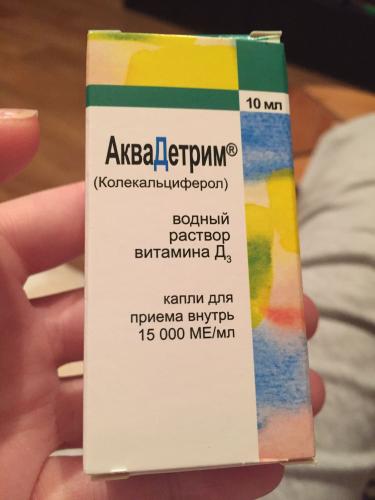 10 мл
АкваДетрим®
(Колекальциферол)
водный
раствор
витамина Д₃
капли для
приема внутрь
15 000 МЕ/мл